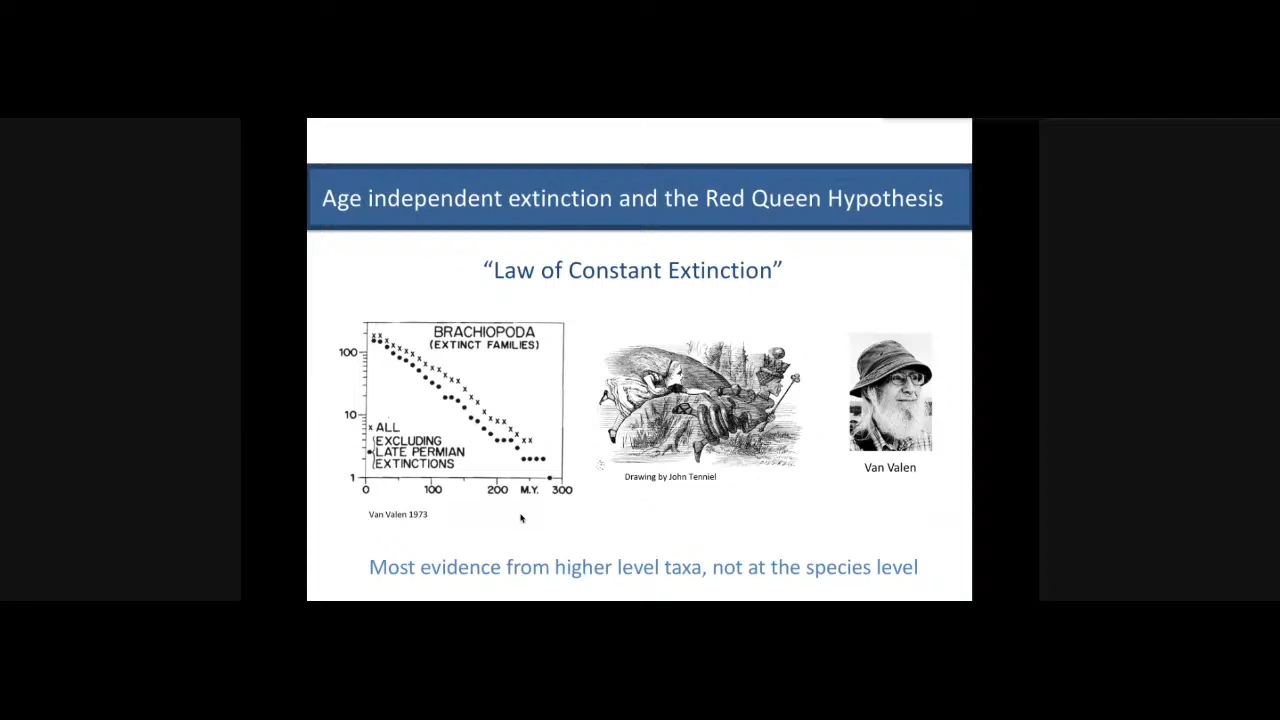 Age independent extinction and the Red Queen Hypothesis
“Law of Constant Extinction”
BRACHIOPODA
(EXTINCT FAMILIES)
100
10
1
x ALL
EXCLUDING
LATE PERMIAN
EXTINCTIONS
0 100 200 M.Y. 300
Van Valen 1973
Drawing by John Tenniel
Van Valen
Most evidence from higher level taxa, not at the species level